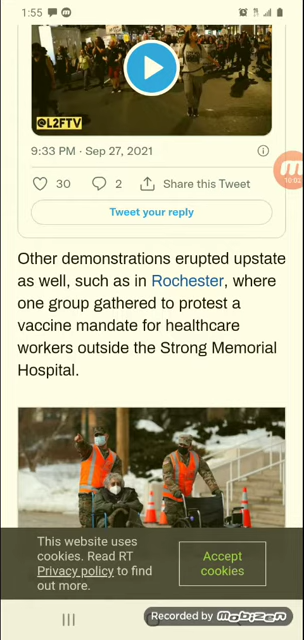 1:55
@L2FTV
9:33 PM · Sep 27, 2021
30
2
Share this Tweet
Tweet your reply
Other demonstrations erupted upstate
as well, such as in Rochester, where
one group gathered to protest a
vaccine mandate for healthcare
workers outside the Strong Memorial
Hospital.
This website uses
cookies. Read RT
Privacy policy to find
out more.
Accept
cookies
Recorded by Mobizen